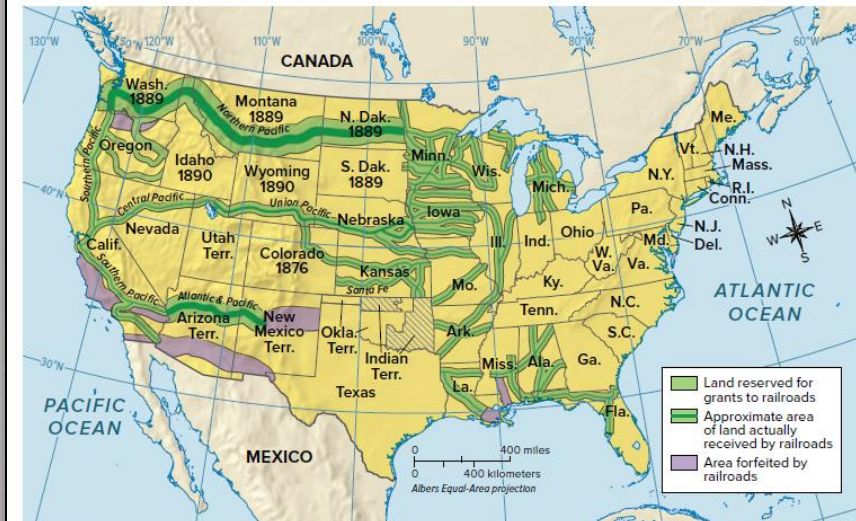 130°W
50°N
120°W
110°W
100°W
90°W
80°W
70°W
60°W
CANADA
Wash.
1889
Montana
1889
Northern Pacific
N. Dak.
1889
Minn.
Me.
Oregon
Idaho
1890
Wyoming
1890
S. Dak.
1889
Wis.
Mich.
Vt.
N.H.
Mass.
N.Y.
R.I.
Conn.
Southern Pacific
40°N
Central Pacific
Union Pacific
Nebraska
Iowa
Pa.
N.J.
Del.
Md.
N
E
S
W
Nevada
Utah
Terr.
Colorado
1876
Kansas
Ill.
Ind.
Ohio
W.
Va.
Va.
Calif.
Southern Pacific
Santa Fe
Mo.
Ky.
Atlantic & Pacific
Arizona
Terr.
New
Mexico
Terr.
Okla.
Terr.
Indian
Terr.
Ark.
Tenn.
N.C.
S.C.
ATLANTIC
OCEAN
30°N
Texas
La.
Miss.
Ala.
Ga.
Fla.
PACIFIC
OCEAN
MEXICO
0 400 miles
0 400 kilometers
Albers Equal-Area projection
Land reserved for
grants to railroads
Approximate area
of land actually
received by railroads
Area forfeited by
railroads